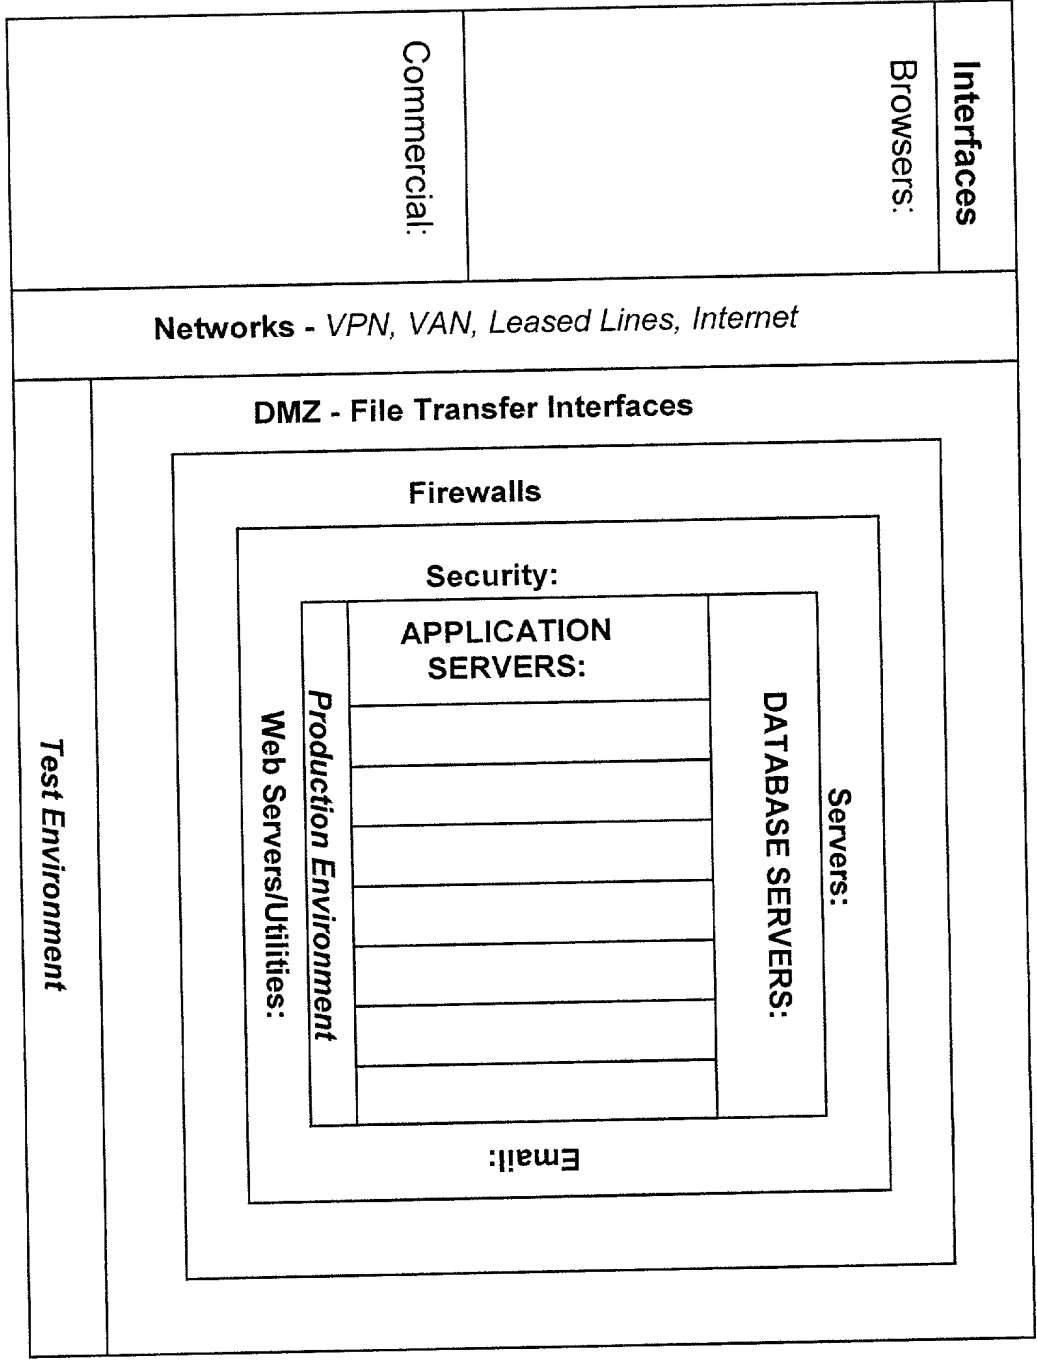 Interfaces
Browsers:
Commercial:
Networks - VPN, VAN, Leased Lines, Internet
DMZ - File Transfer Interfaces
Firewalls
Security:
APPLICATION
SERVERS:
DATABASE SERVERS:
Servers:
Production Environment
Web Servers/Utilities:
Test Environment
Email: